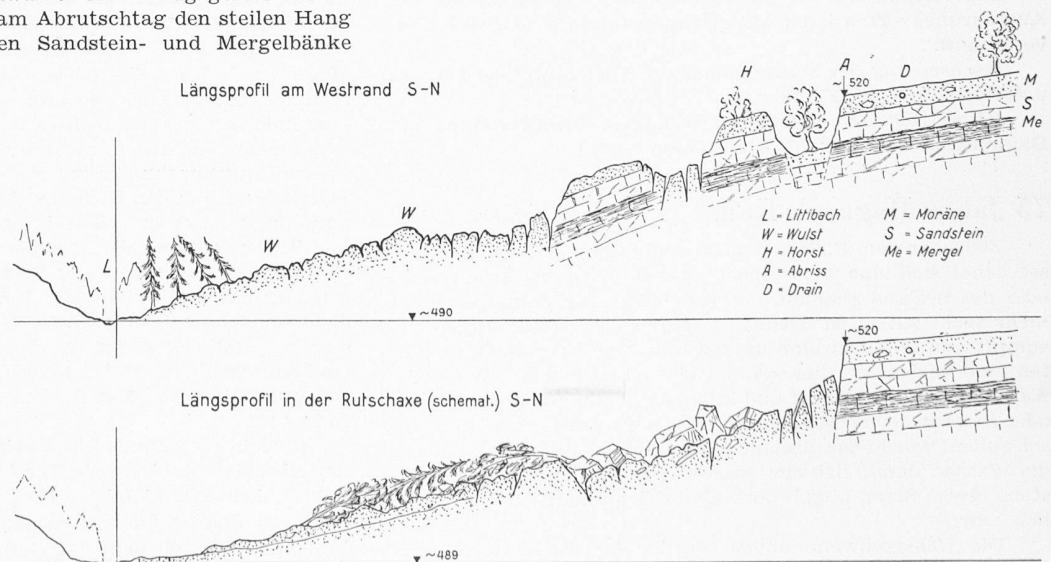 am Abrutschtag den steilen Hang
en Sandstein- und Mergelbänke
Längsprofil am Westrand S-N
H
A
~520
D
M
S
Me
W
W
L
L = Littibach
W = Wulst
H = Horst
A = Abriss
D = Drain
M = Moräne
S = Sandstein
Me = Mergel
~490
~520
Längsprofil in der Rutschaxe (schemat.) S-N
~489